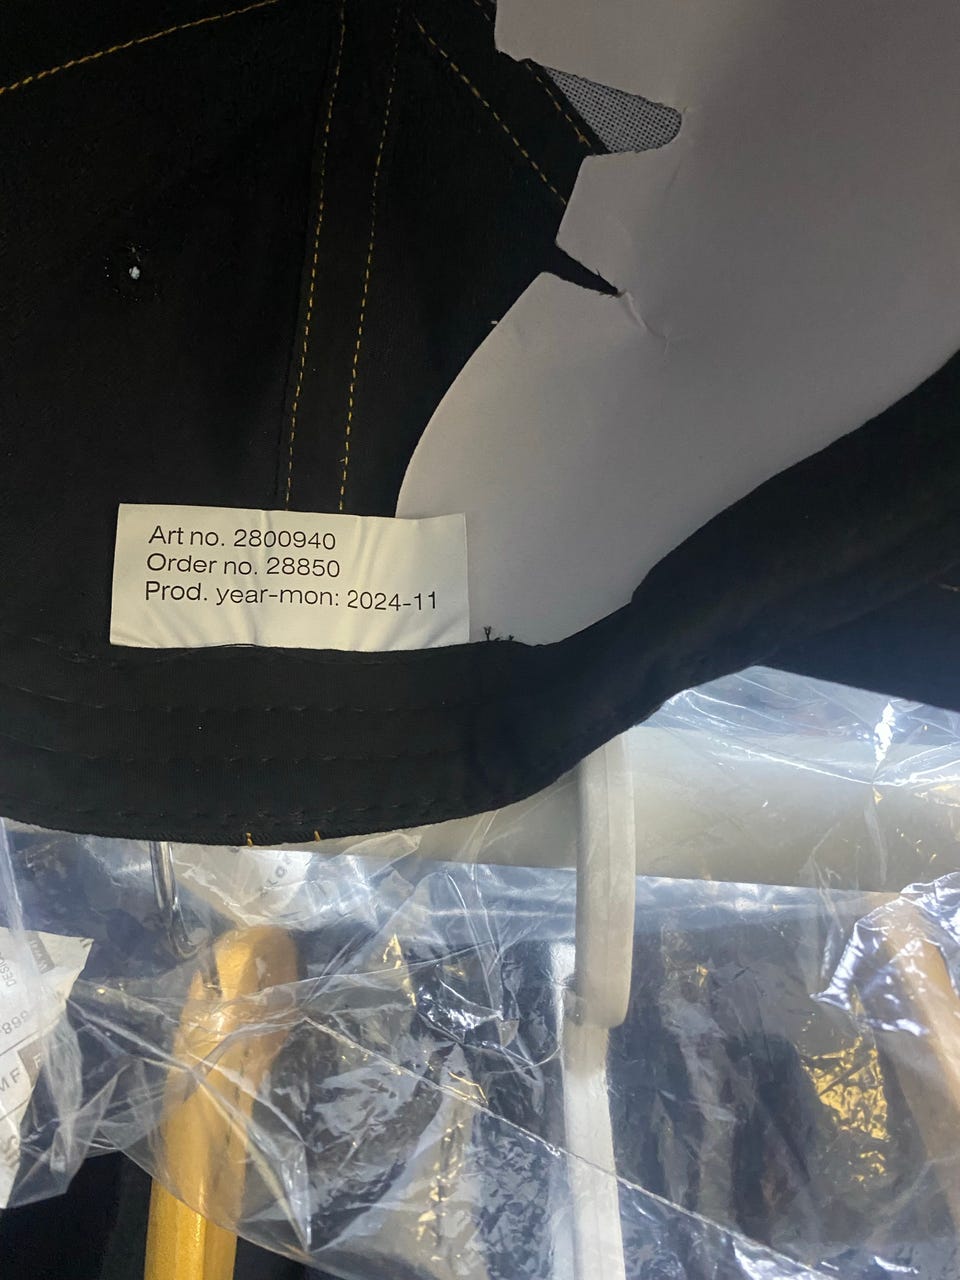 Art no. 2800940
Order no. 28850
Prod. year-mon: 2024-11